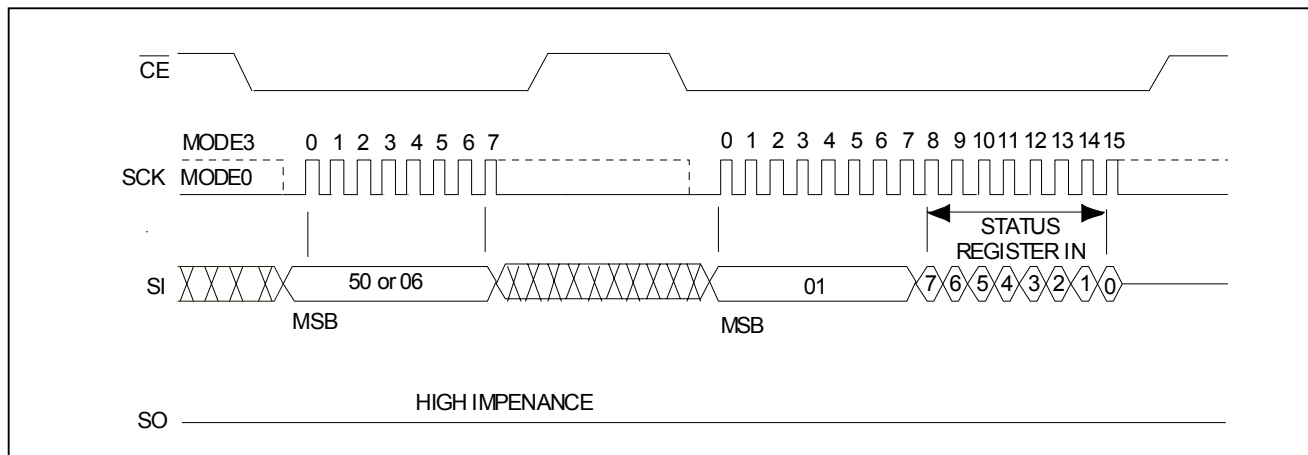 CE
MODE3
0 1 2 3 4 5 6 7
0 1 2 3 4 5 6 7 8 9 10 11 12 13 14 15
SCK
MODE0
STATUS
REGISTER IN
SI
50 or 06
01
7 6 5 4 3 2 1 0
MSB
MSB
HIGH IMPENANCE
SO